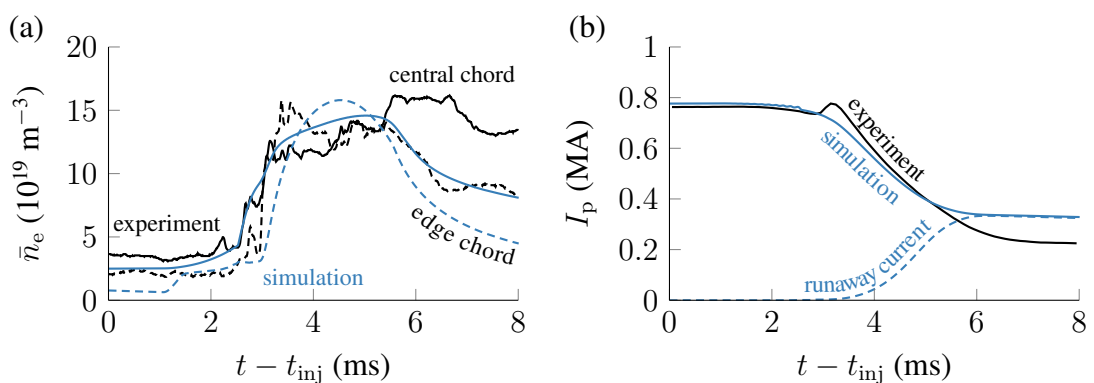 (a)
20
15
10
5
0
n̄e (10^19 m^−3)
central chord
experiment
edge chord
simulation
0 2 4 6 8
t − tinj (ms)
(b)
1
0.8
0.6
0.4
0.2
0
Ip (MA)
experiment
simulation
runaway current
0 2 4 6 8
t − tinj (ms)